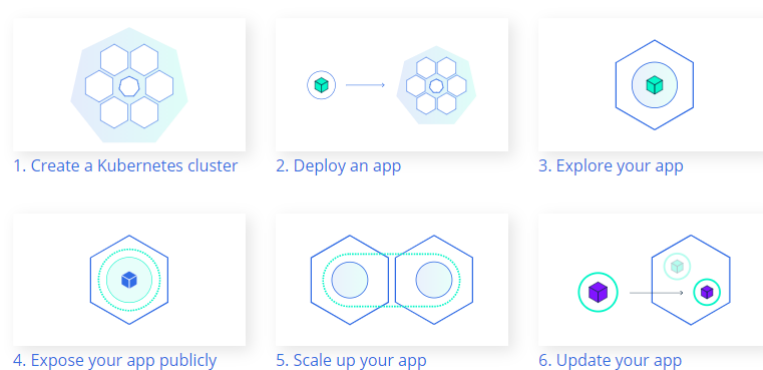 1. Create a Kubernetes cluster
2. Deploy an app
3. Explore your app
4. Expose your app publicly
5. Scale up your app
6. Update your app